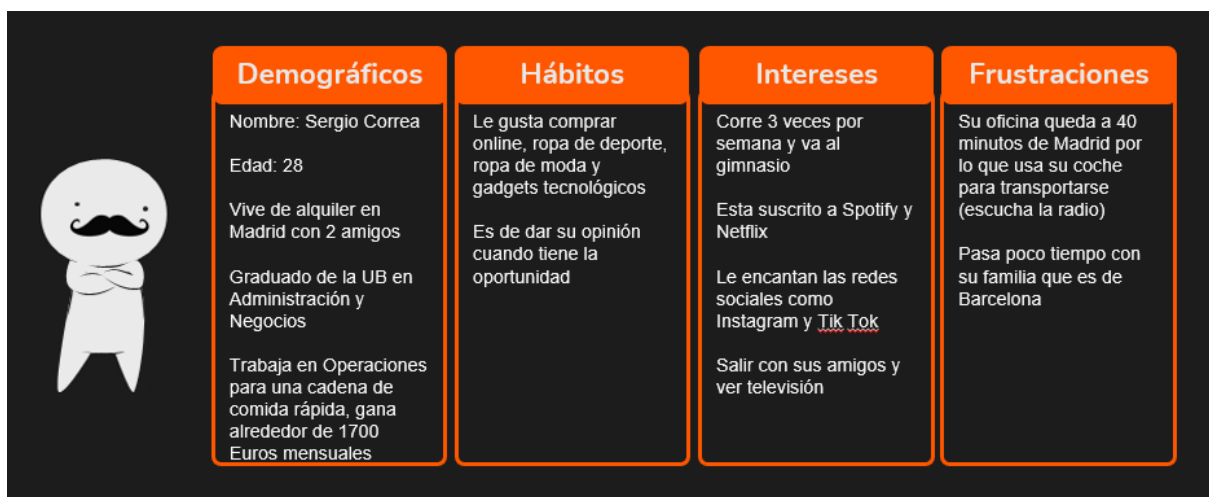 Demográficos
Nombre: Sergio Correa
Edad: 28
Vive de alquiler en
Madrid con 2 amigos
Graduado de la UB en
Administración y
Negocios
Trabaja en Operaciones
para una cadena de
comida rápida, gana
alrededor de 1700
Euros mensuales
Hábitos
Le gusta comprar
online, ropa de deporte,
ropa de moda y
gadgets tecnológicos
Es de dar su opinión
cuando tiene la
oportunidad
Intereses
Corre 3 veces por
semana y va al
gimnasio
Esta suscrito a Spotify y
Netflix
Le encantan las redes
sociales como
Instagram y Tik Tok
Salir con sus amigos y
ver televisión
Frustraciones
Su oficina queda a 40
minutos de Madrid por
lo que usa su coche
para transportarse
(escucha la radio)
Pasa poco tiempo con
su familia que es de
Barcelona